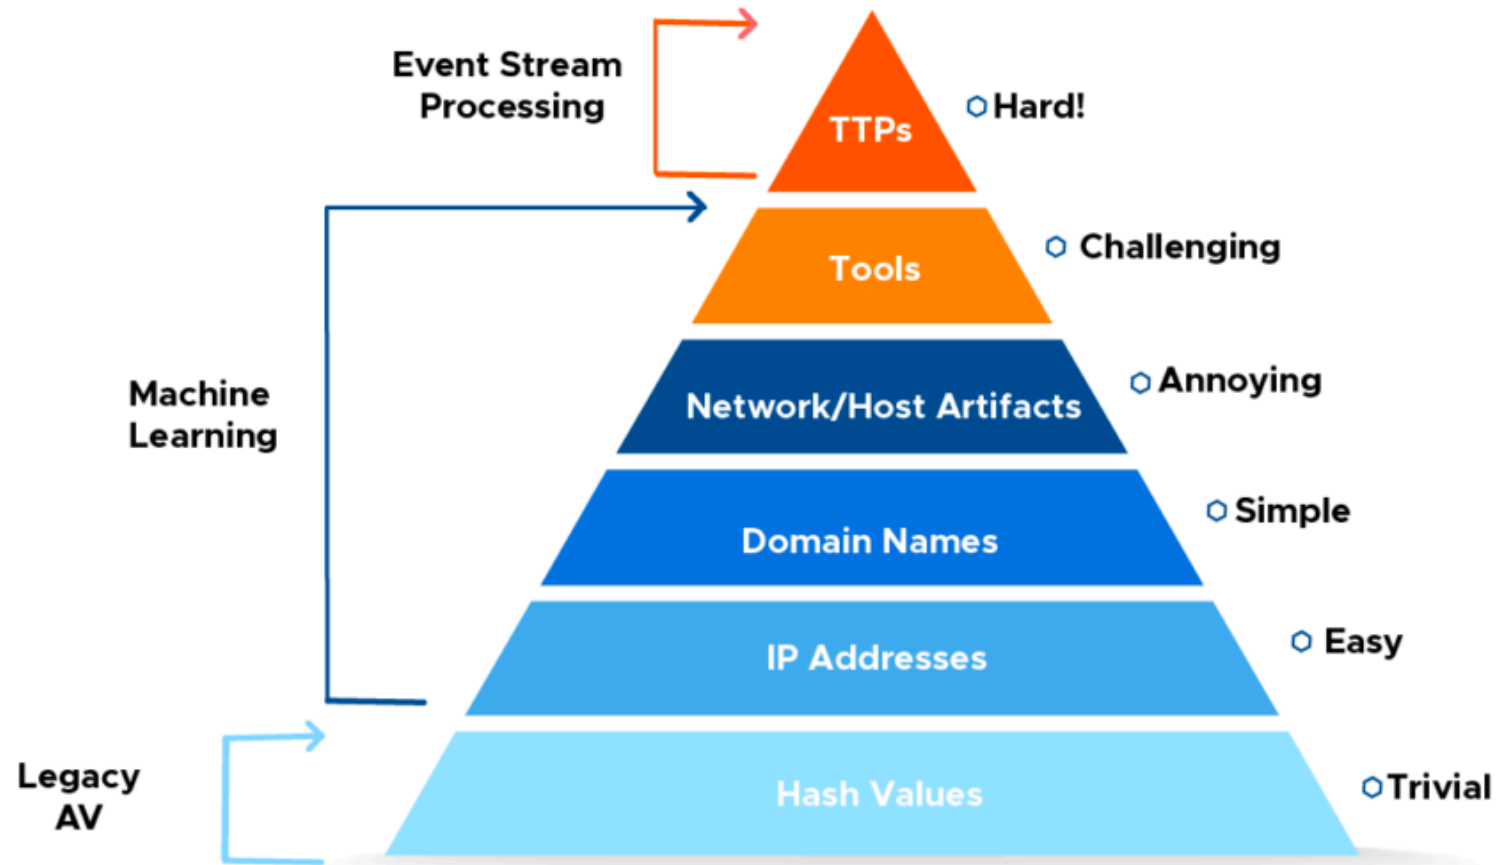 Event Stream
Processing
TTPs
Hard!
Tools
Challenging
Machine
Learning
Network/Host Artifacts
Annoying
Domain Names
Simple
IP Addresses
Easy
Legacy
AV
Hash Values
Trivial